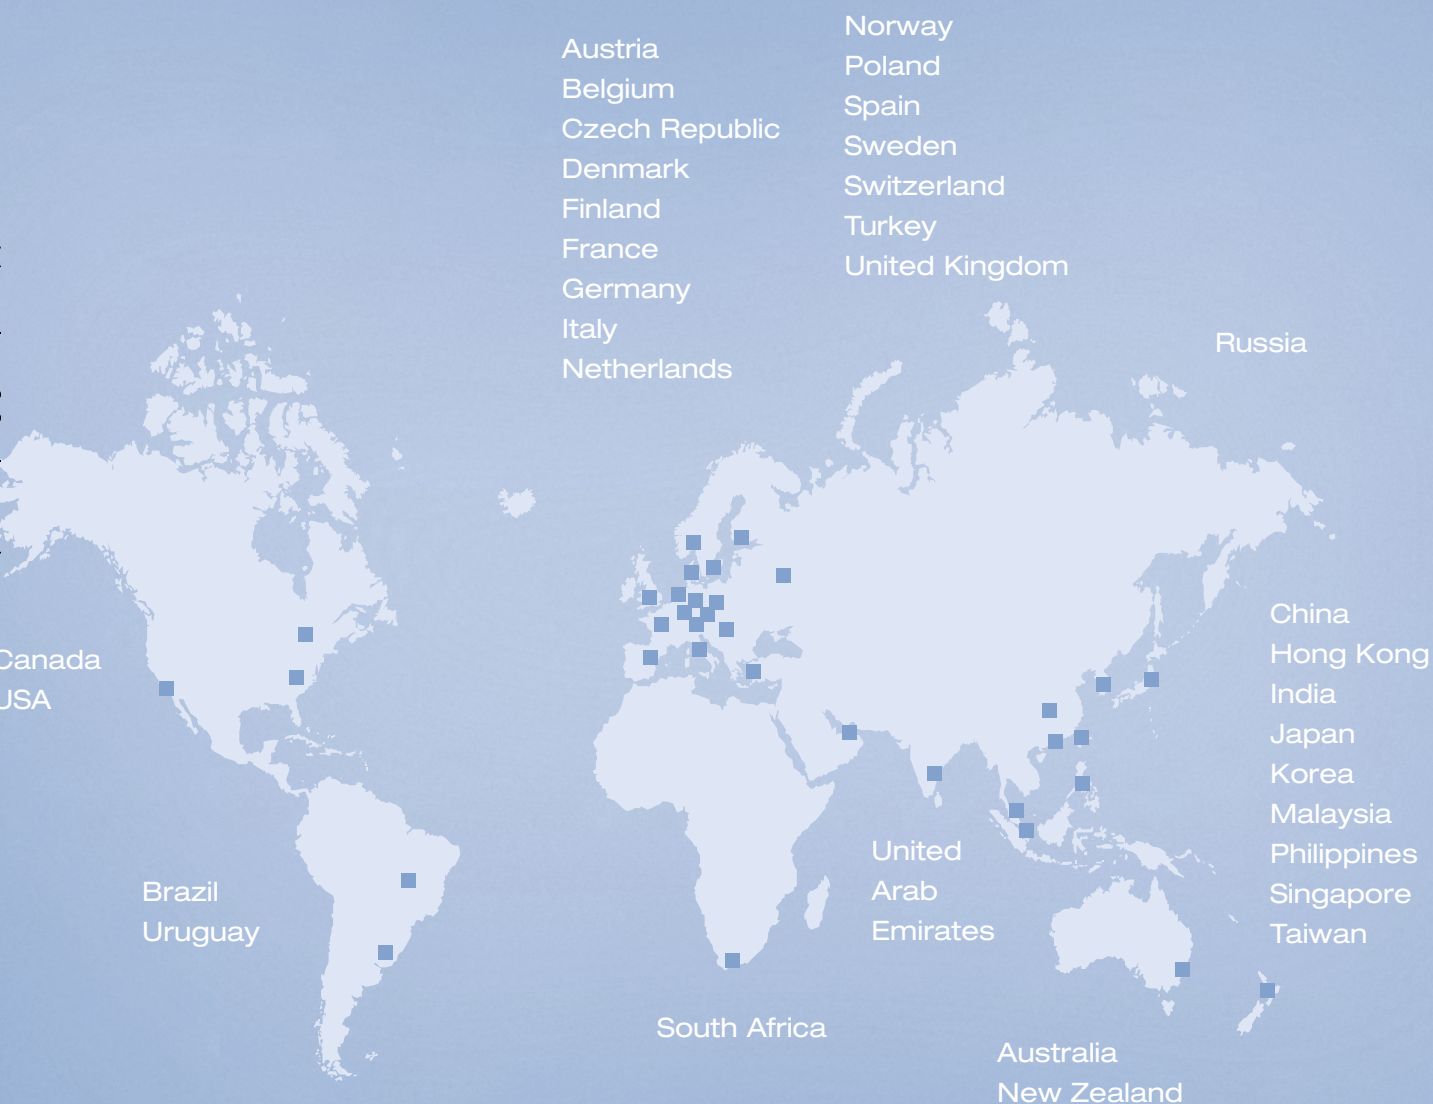 Austria
Belgium
Czech Republic
Denmark
Finland
France
Germany
Italy
Netherlands
Norway
Poland
Spain
Sweden
Switzerland
Turkey
United Kingdom
Russia
Canada
USA
Brazil
Uruguay
United
Arab
Emirates
South Africa
China
Hong Kong
India
Japan
Korea
Malaysia
Philippines
Singapore
Taiwan
Australia
New Zealand